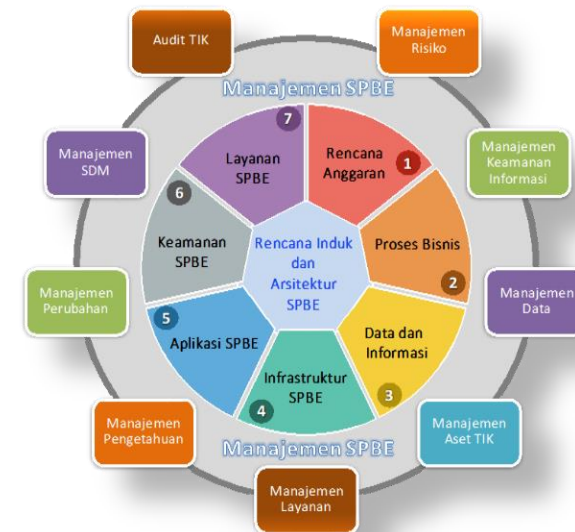 Audit TIK
Manajemen
Risiko
Manajemen SPBE
Manajemen
SDM
Manajemen
Keamanan
Informasi
7
Layanan
SPBE
Rencana
Anggaran
1
6
Keamanan
SPBE
Rencana Induk
dan
Arsitektur
SPBE
Proses Bisnis
2
Manajemen
Perubahan
Manajemen
Data
5
Aplikasi SPBE
Data dan
Informasi
3
Infrastruktur
SPBE
4
Manajemen
Pengetahuan
Manajemen
Aset TIK
Manajemen SPBE
Manajemen
Layanan